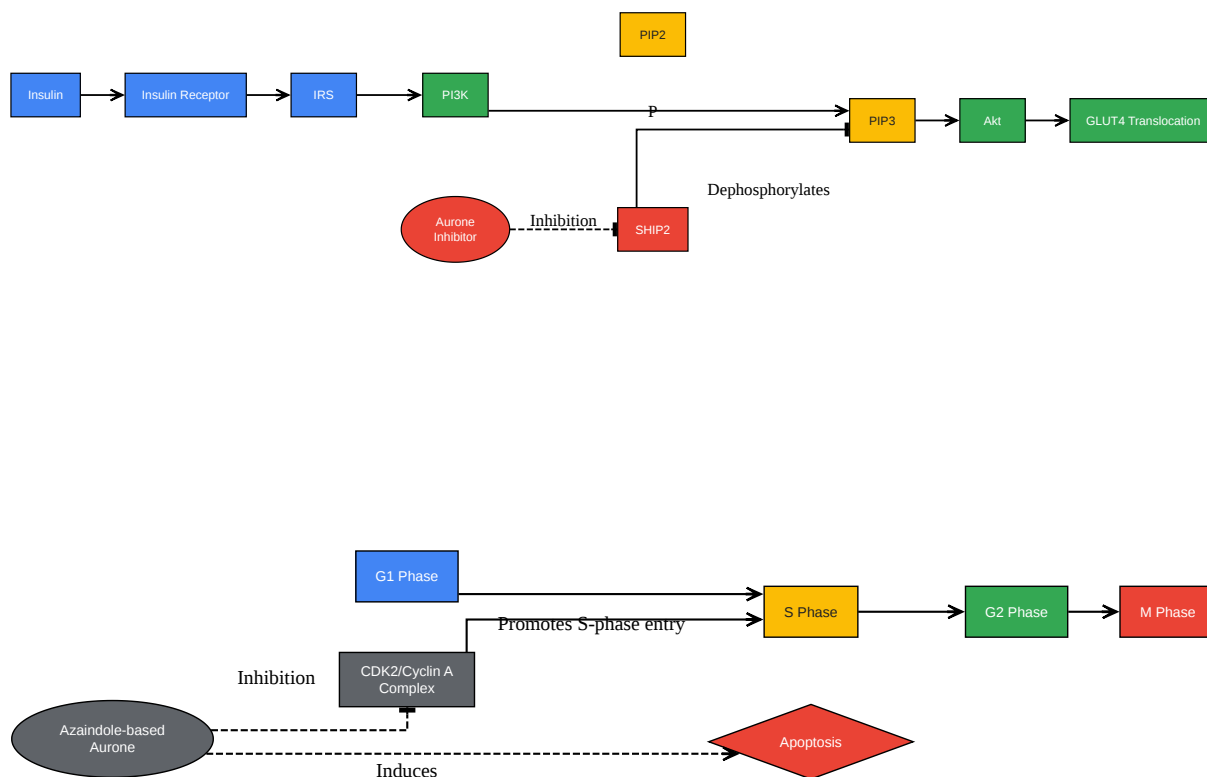 PIP2
Insulin
Insulin Receptor
IRS
PI3K
P
PIP3
Akt
GLUT4 Translocation
Dephosphorylates
Aurone
Inhibitor
Inhibition
SHIP2
G1 Phase
S Phase
G2 Phase
M Phase
Promotes S-phase entry
CDK2/Cyclin A
Complex
Inhibition
Azaindole-based
Aurone
Apoptosis
Induces